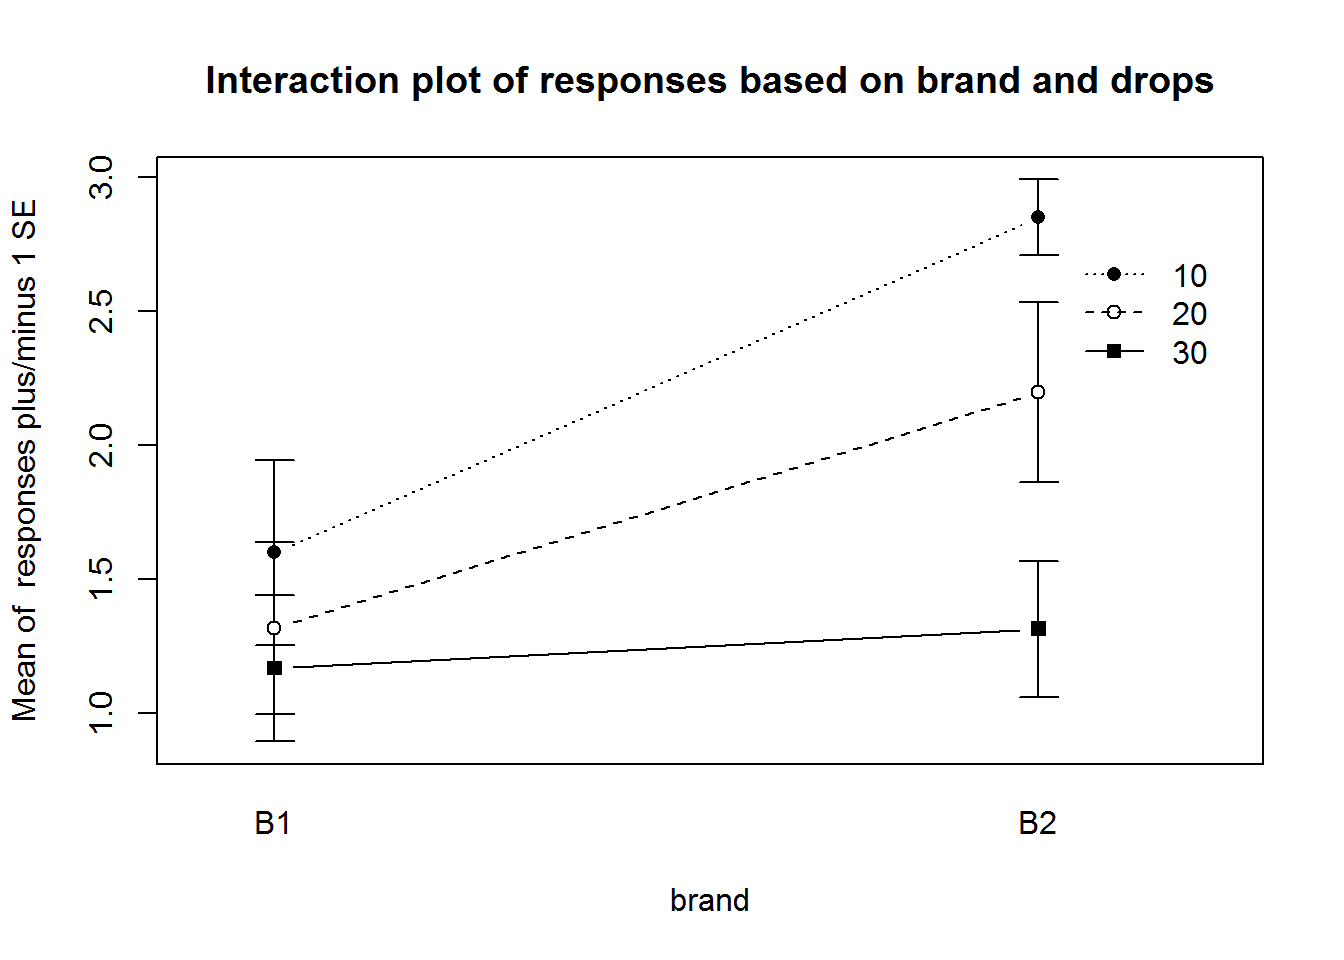 Interaction plot of responses based on brand and drops
Mean of  responses plus/minus 1 SE
3.0
2.5
2.0
1.5
1.0
10
20
30
B1
B2
brand